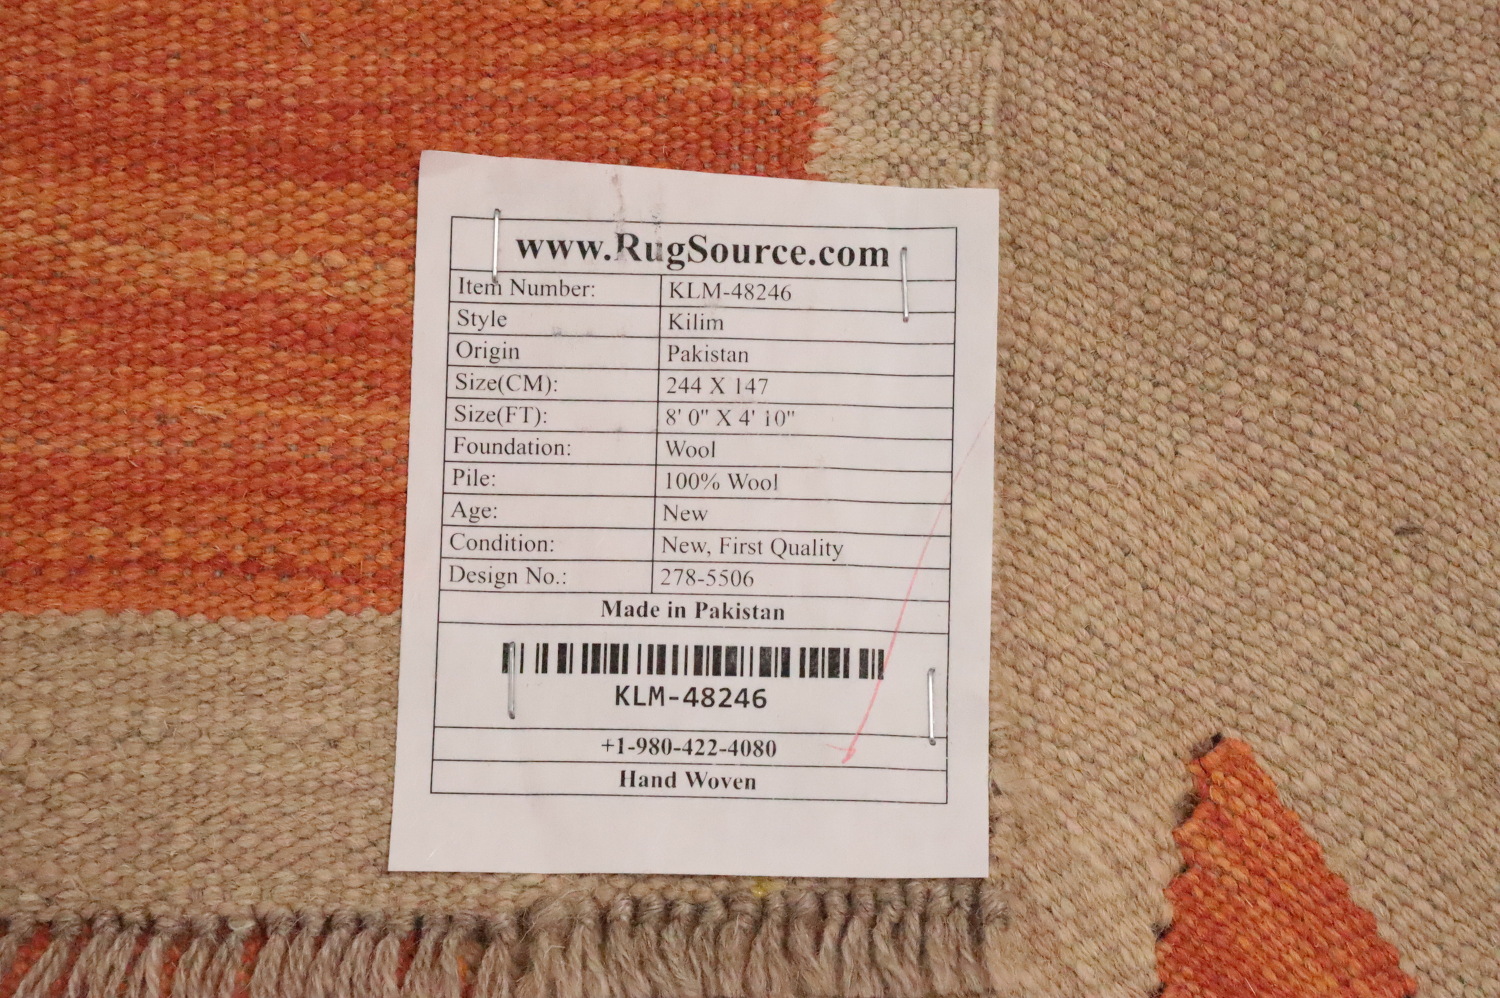 www.RugSource.com
Item Number: KLM-48246
Style Kilim
Origin Pakistan
Size(CM): 244 X 147
Size(FT): 8' 0" X 4' 10"
Foundation: Wool
Pile: 100% Wool
Age: New
Condition: New, First Quality
Design No.: 278-5506
Made in Pakistan
KLM-48246
+1-980-422-4080
Hand Woven